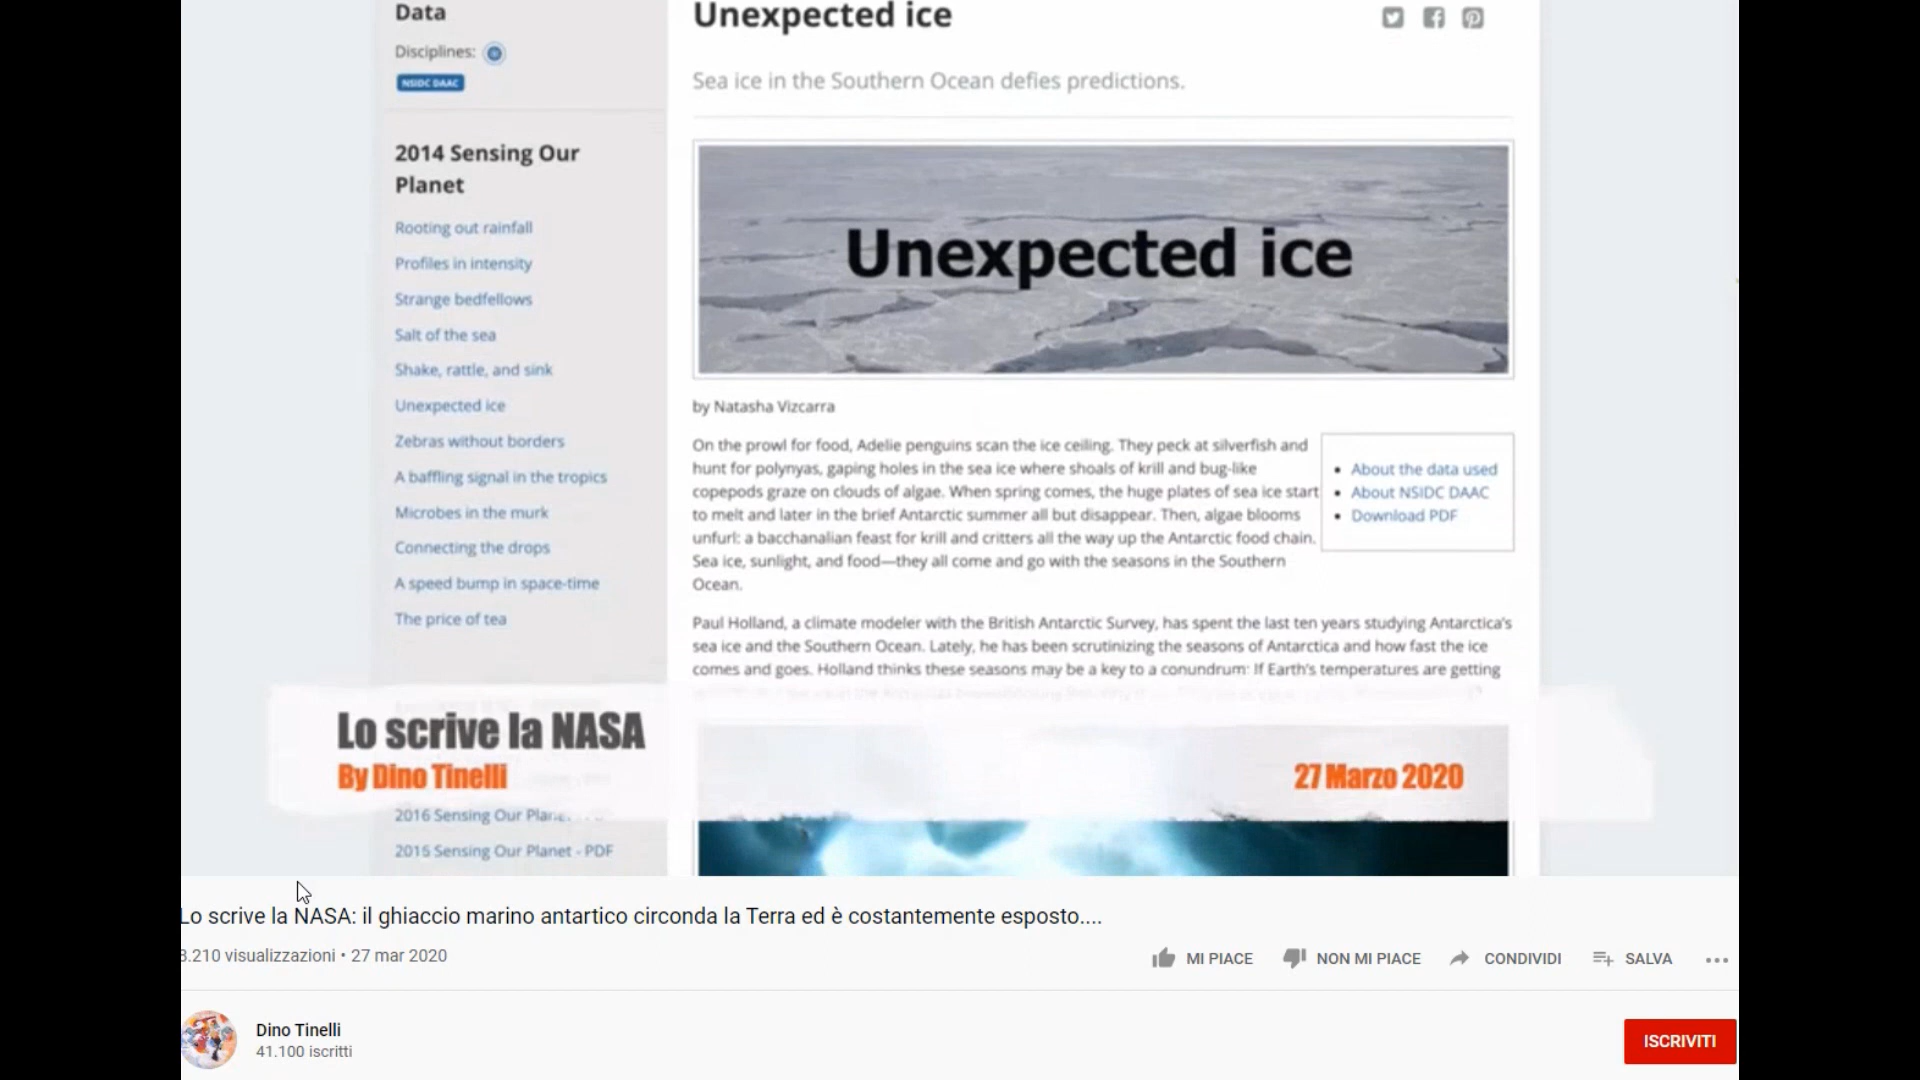 Data
Disciplines:
NSIDC DAAC
2014 Sensing Our
Planet
Rooting out rainfall
Profiles in intensity
Strange bedfellows
Salt of the sea
Shake, rattle, and sink
Unexpected ice
Zebras without borders
A baffling signal in the tropics
Microbes in the murk
Connecting the drops
A speed bump in space-time
The price of tea
Unexpected ice
Sea ice in the Southern Ocean defies predictions.
Unexpected ice
by Natasha Vizcarra
On the prowl for food, Adelie penguins scan the ice ceiling. They peck at silverfish and
hunt for polynyas, gaping holes in the sea ice where shoals of krill and bug-like
copepods graze on clouds of algae. When spring comes, the huge plates of sea ice start
to melt and later in the brief Antarctic summer all but disappear. Then, algae blooms
unfurl: a bacchanalian feast for krill and critters all the way up the Antarctic food chain.
Sea ice, sunlight, and food—they all come and go with the seasons in the Southern
Ocean.
• About the data used
• About NSIDC DAAC
• Download PDF
Paul Holland, a climate modeler with the British Antarctic Survey, has spent the last ten years studying Antarctica's
sea ice and the Southern Ocean. Lately, he has been scrutinizing the seasons of Antarctica and how fast the ice
comes and goes. Holland thinks these seasons may be a key to a conundrum: If Earth's temperatures are getting
Lo scrive la NASA
By Dino Tinelli
27 Marzo 2020
2016 Sensing Our
2015 Sensing Our Planet - PDF
Lo scrive la NASA: il ghiaccio marino antartico circonda la Terra ed è costantemente esposto....
8.210 visualizzazioni • 27 mar 2020
MI PIACE
NON MI PIACE
CONDIVIDI
SALVA
Dino Tinelli
41.100 iscritti
ISCRIVITI